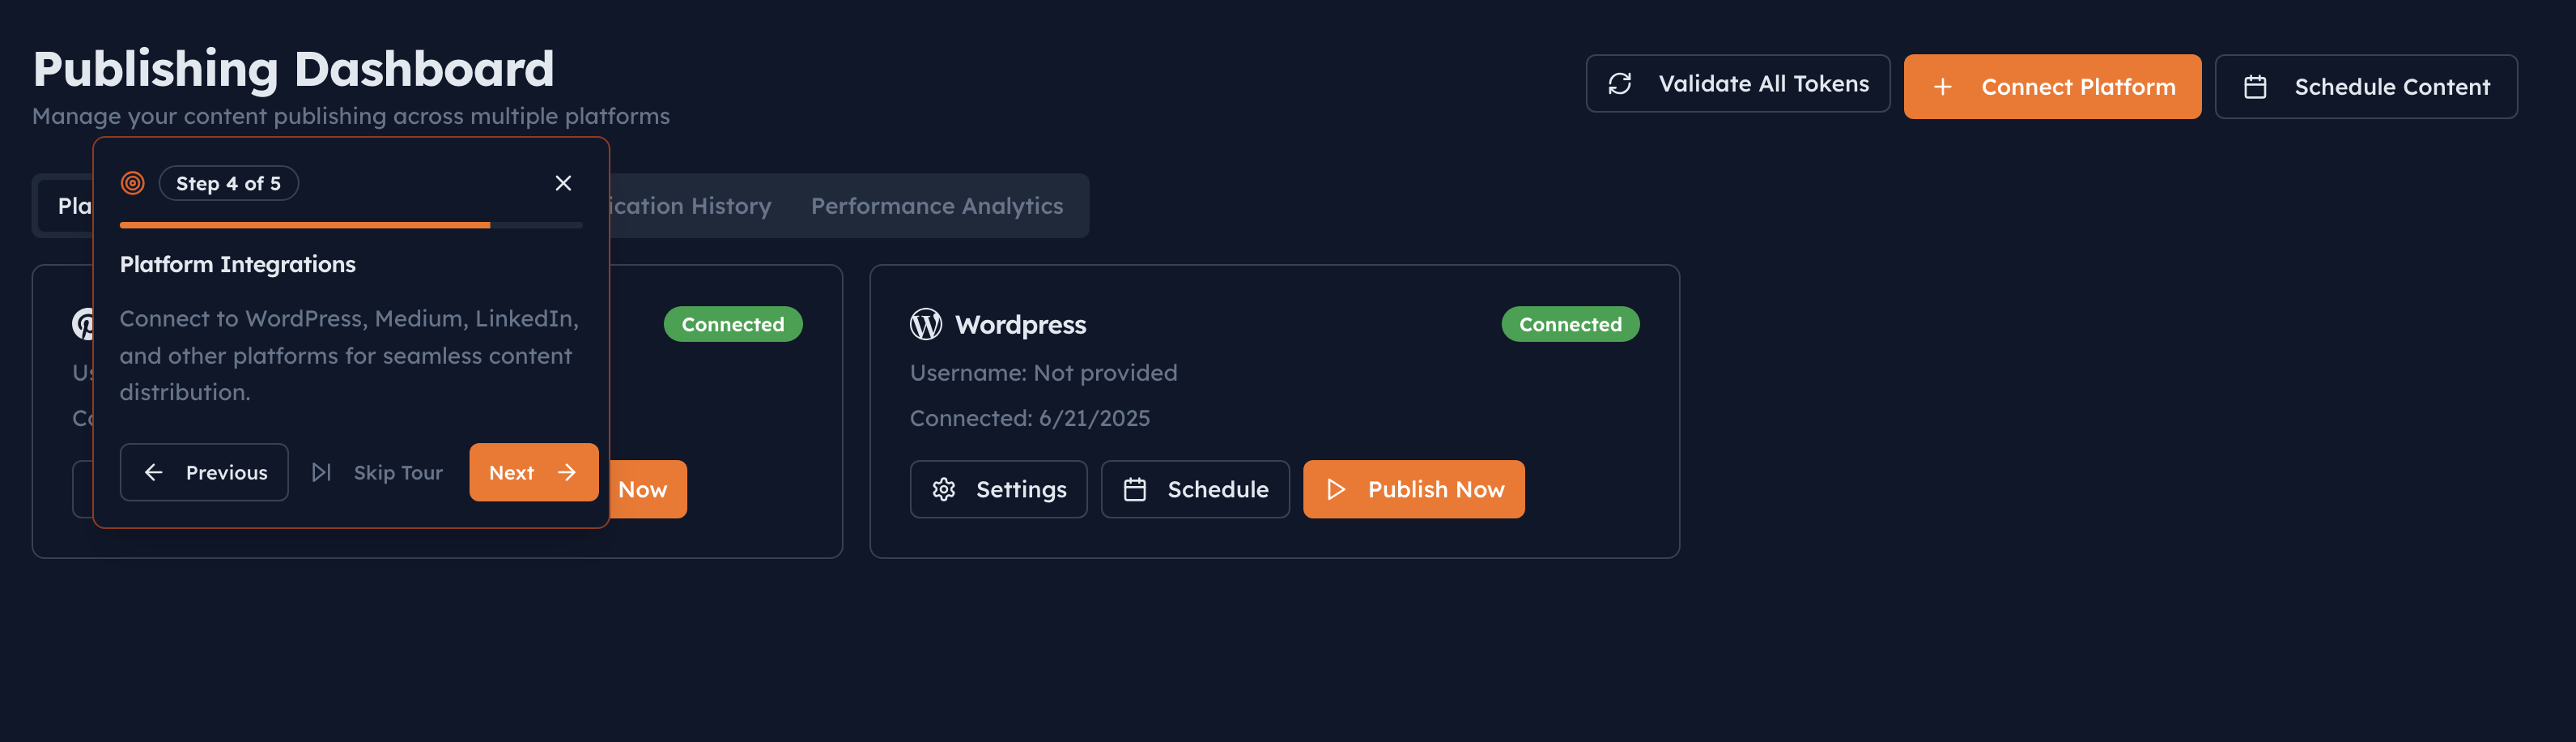 Publishing Dashboard
Manage your content publishing across multiple platforms
Validate All Tokens
Connect Platform
Schedule Content
Step 4 of 5
Performance Analytics
History
Platform Integrations
Connect to WordPress, Medium, LinkedIn,
and other platforms for seamless content
distribution.
Previous
Skip Tour
Next
Connected
Now
Wordpress
Connected
Username: Not provided
Connected: 6/21/2025
Settings
Schedule
Publish Now